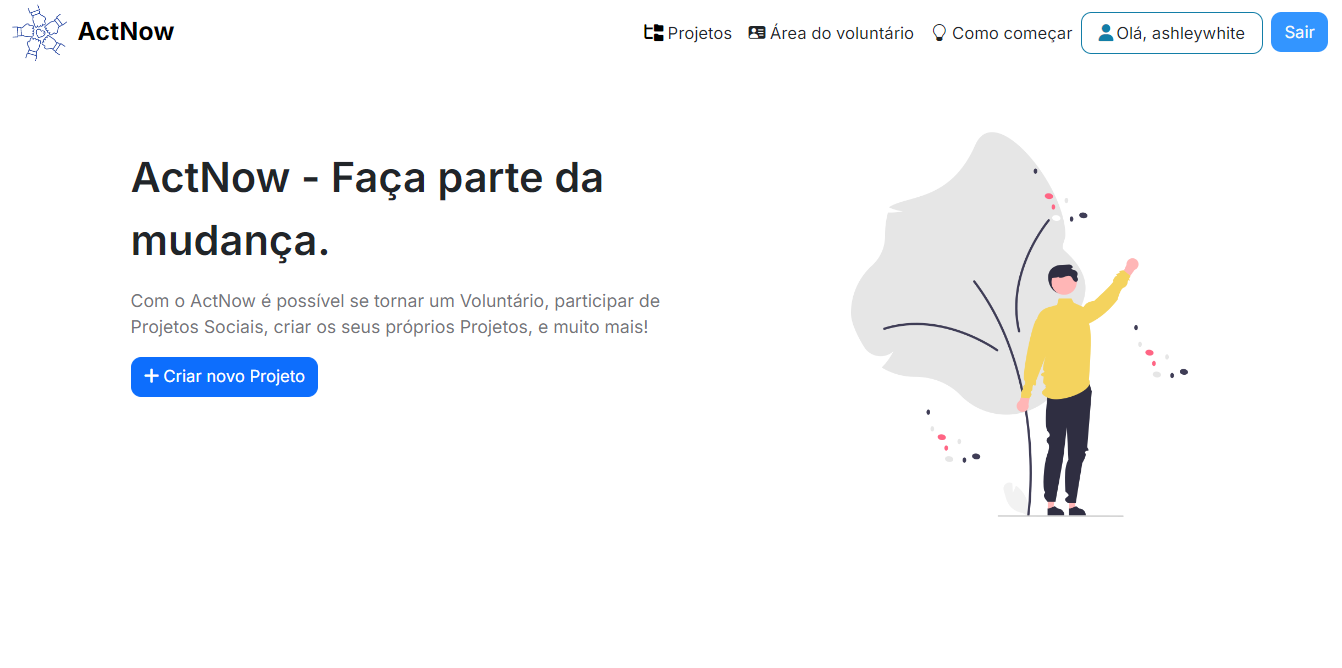 ActNow
Projetos
Área do voluntário
Como começar
Olá, ashleywhite
Sair
ActNow - Faça parte da
mudança.
Com o ActNow é possível se tornar um Voluntário, participar de
Projetos Sociais, criar os seus próprios Projetos, e muito mais!
+ Criar novo Projeto